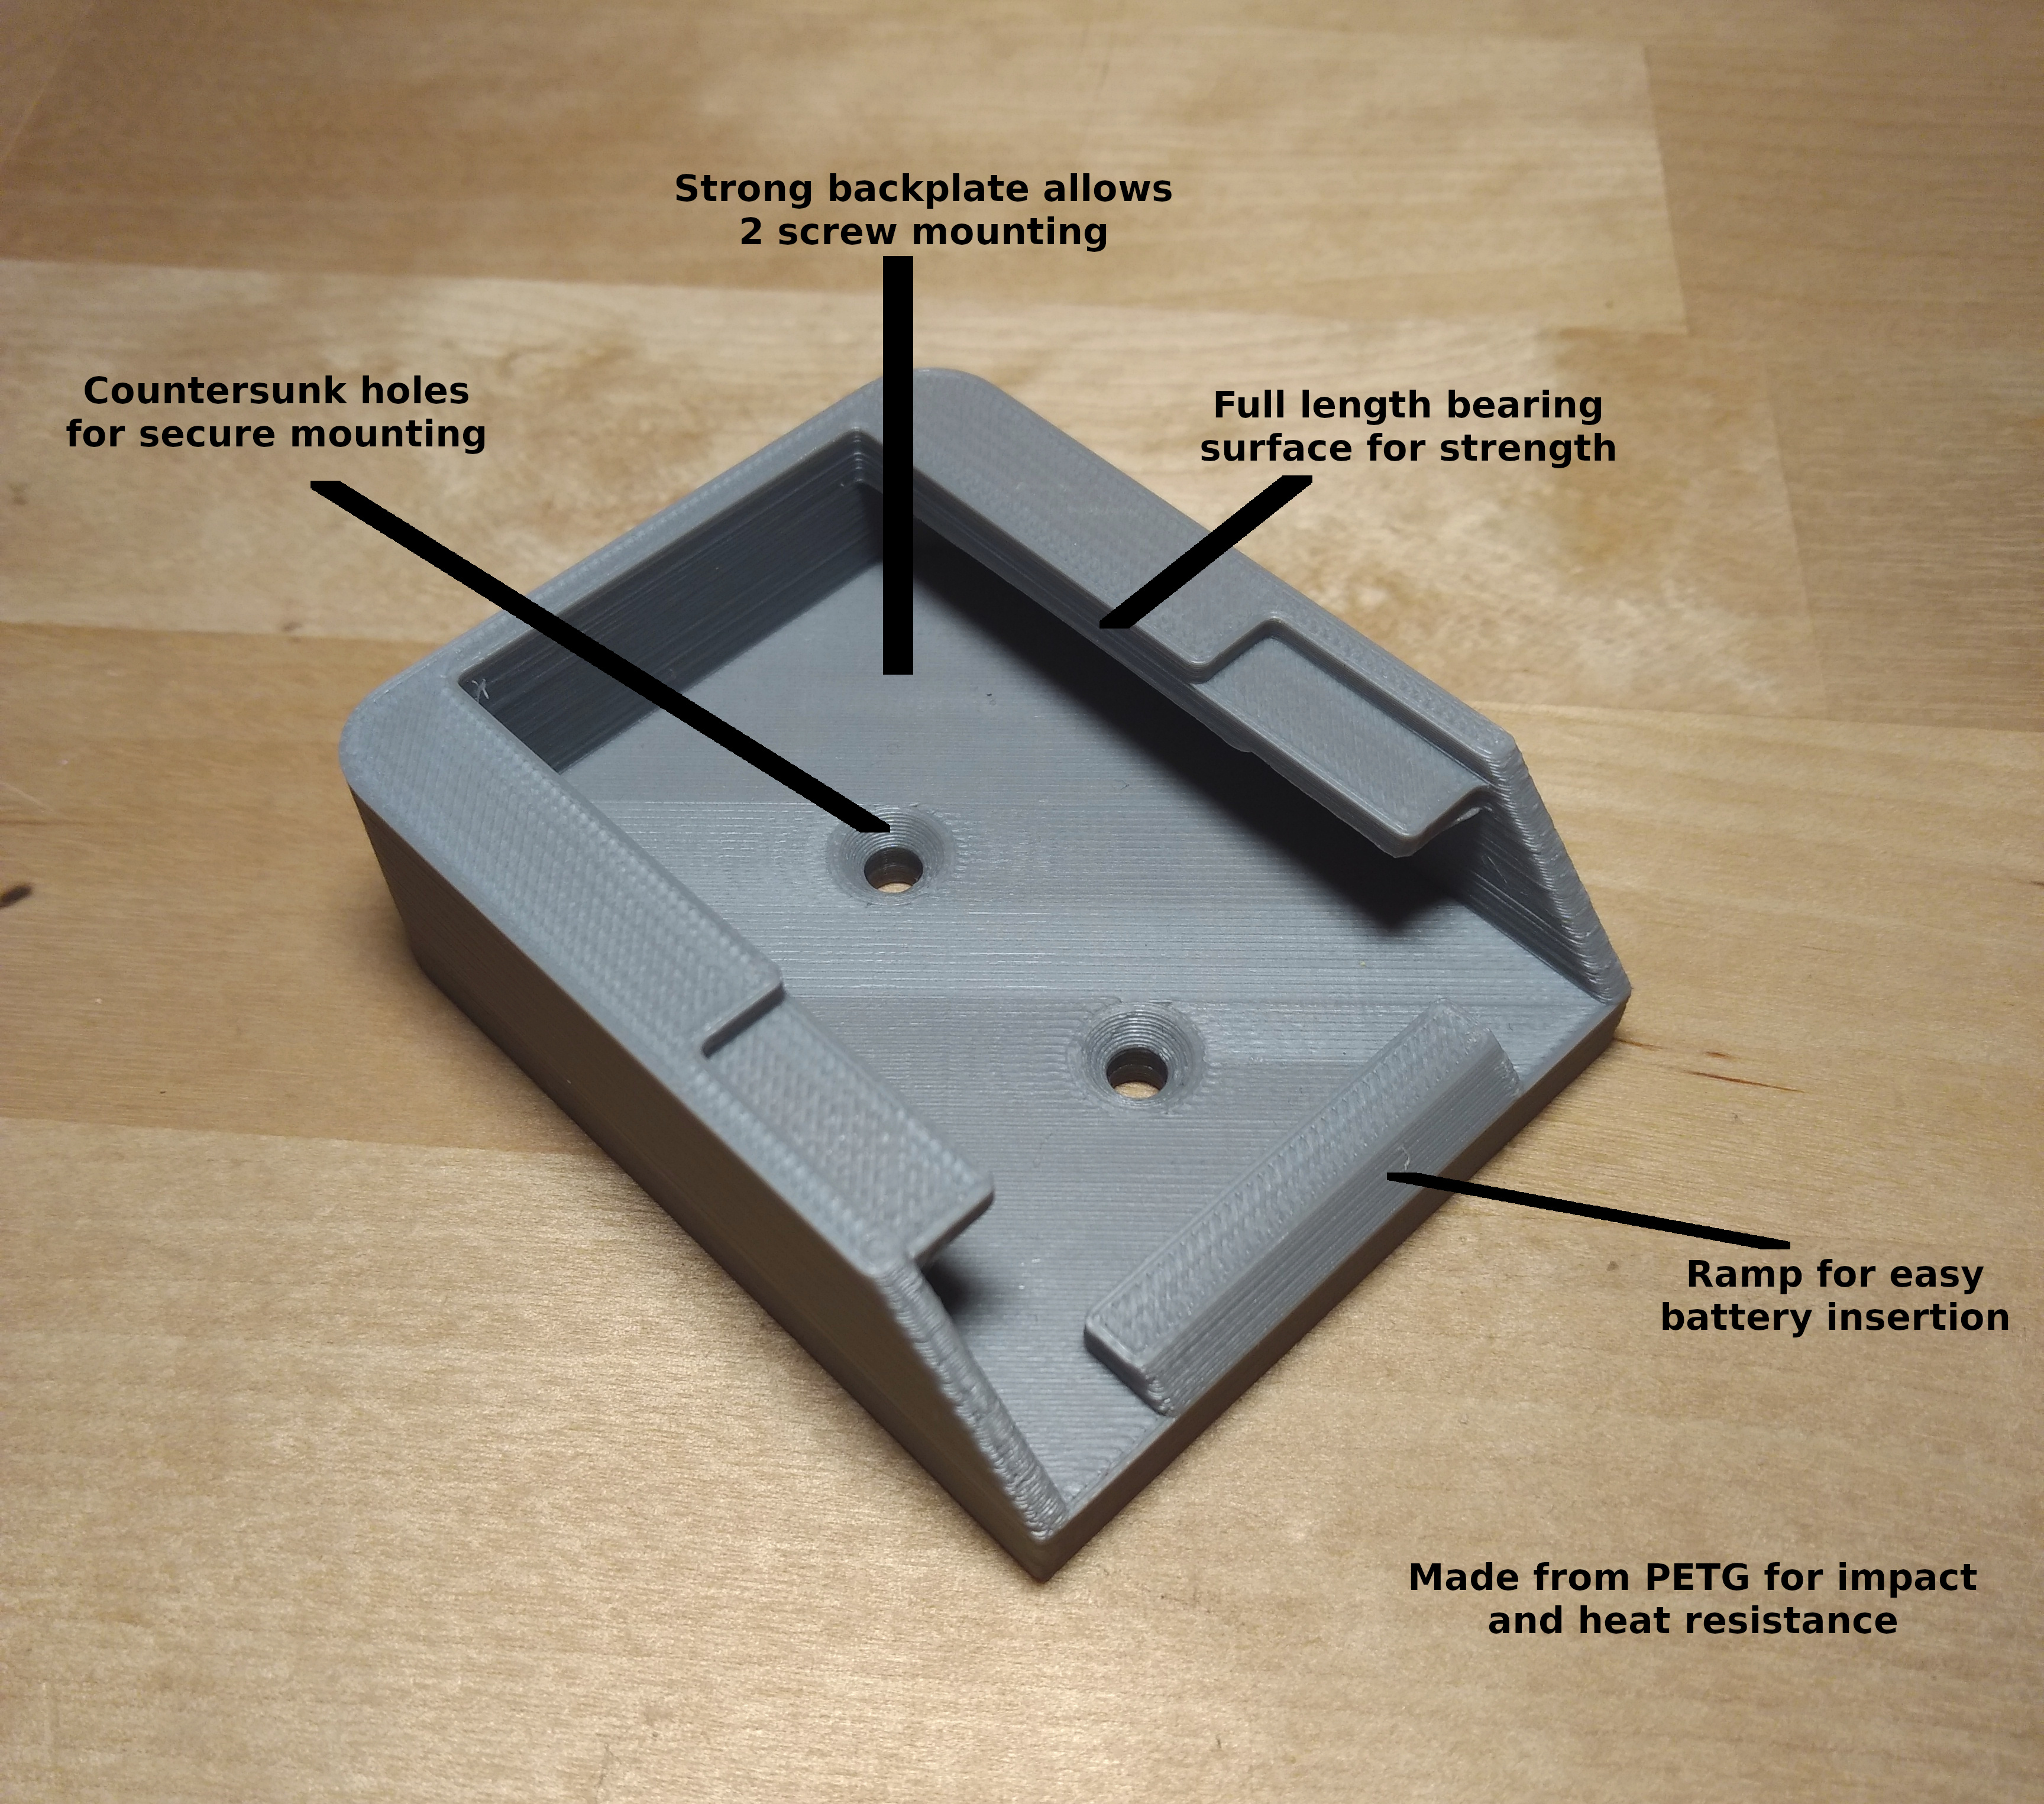 Strong backplate allows
2 screw mounting
Countersunk holes
for secure mounting
Full length bearing
surface for strength
Ramp for easy
battery insertion
Made from PETG for impact
and heat resistance